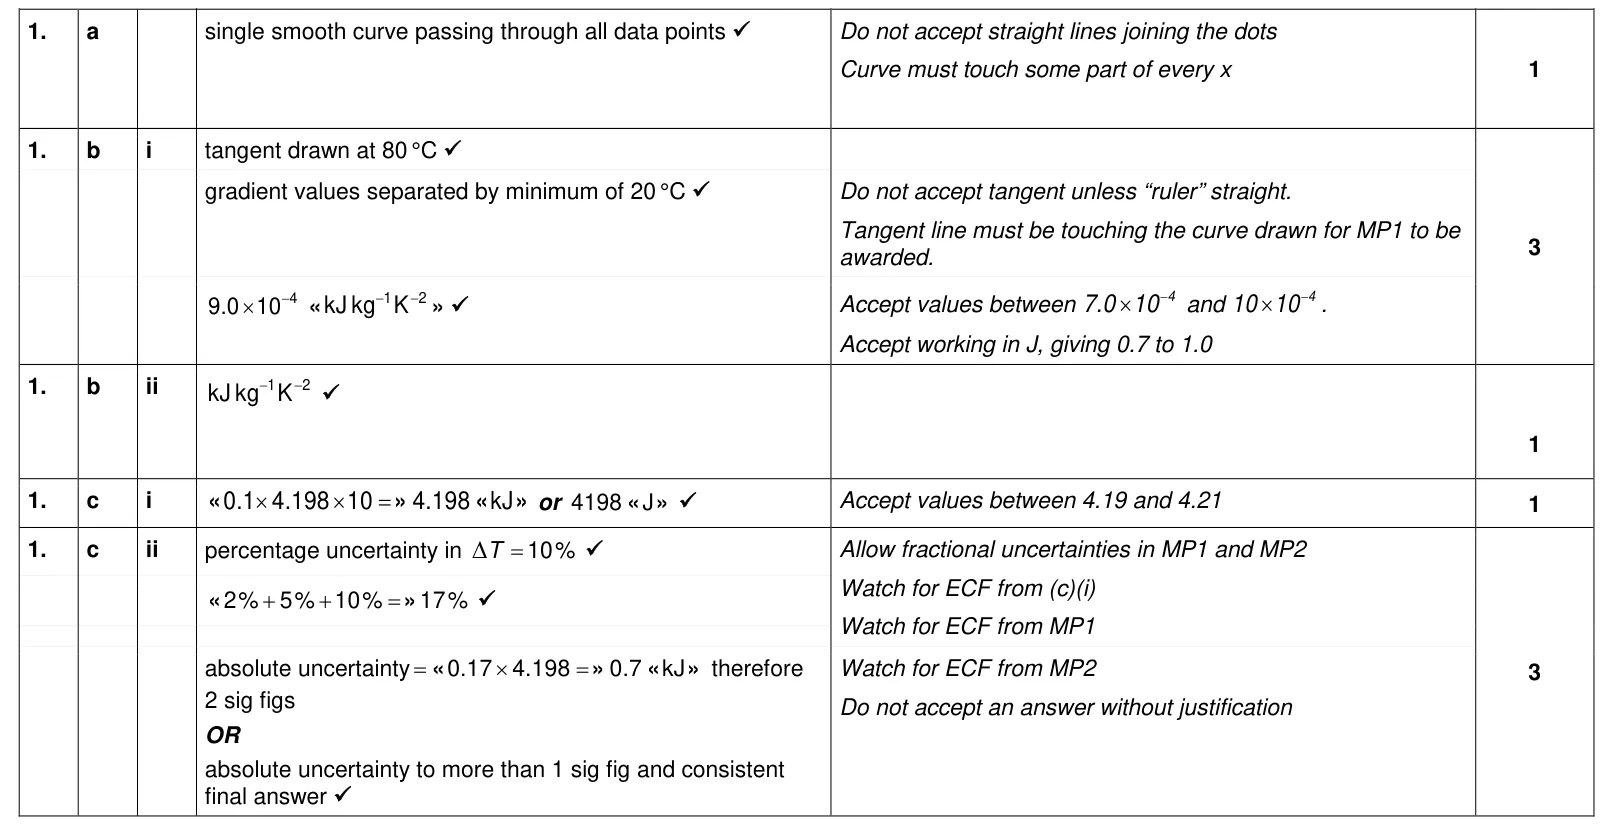 1. a single smooth curve passing through all data points ✓ Do not accept straight lines joining the dots
Curve must touch some part of every x
1
1. b i tangent drawn at 80 °C ✓
gradient values separated by minimum of 20 °C ✓ Do not accept tangent unless “ruler” straight.
Tangent line must be touching the curve drawn for MP1 to be
awarded.
3
9.0×10⁻⁴ «kJ kg⁻¹ K⁻²» ✓ Accept values between 7.0×10⁻⁴ and 10×10⁻⁴ .
Accept working in J, giving 0.7 to 1.0
1. b ii kJ kg⁻¹ K⁻² ✓
1
1. c i «0.1×4.198×10 =» 4.198 «kJ» or 4198 «J» ✓ Accept values between 4.19 and 4.21 1
1. c ii percentage uncertainty in ΔT = 10% ✓ Allow fractional uncertainties in MP1 and MP2
«2% + 5% + 10% =» 17% ✓ Watch for ECF from (c)(i)
Watch for ECF from MP1
absolute uncertainty = «0.17 × 4.198 =» 0.7 «kJ» therefore Watch for ECF from MP2 3
2 sig figs Do not accept an answer without justification
OR
absolute uncertainty to more than 1 sig fig and consistent
final answer ✓